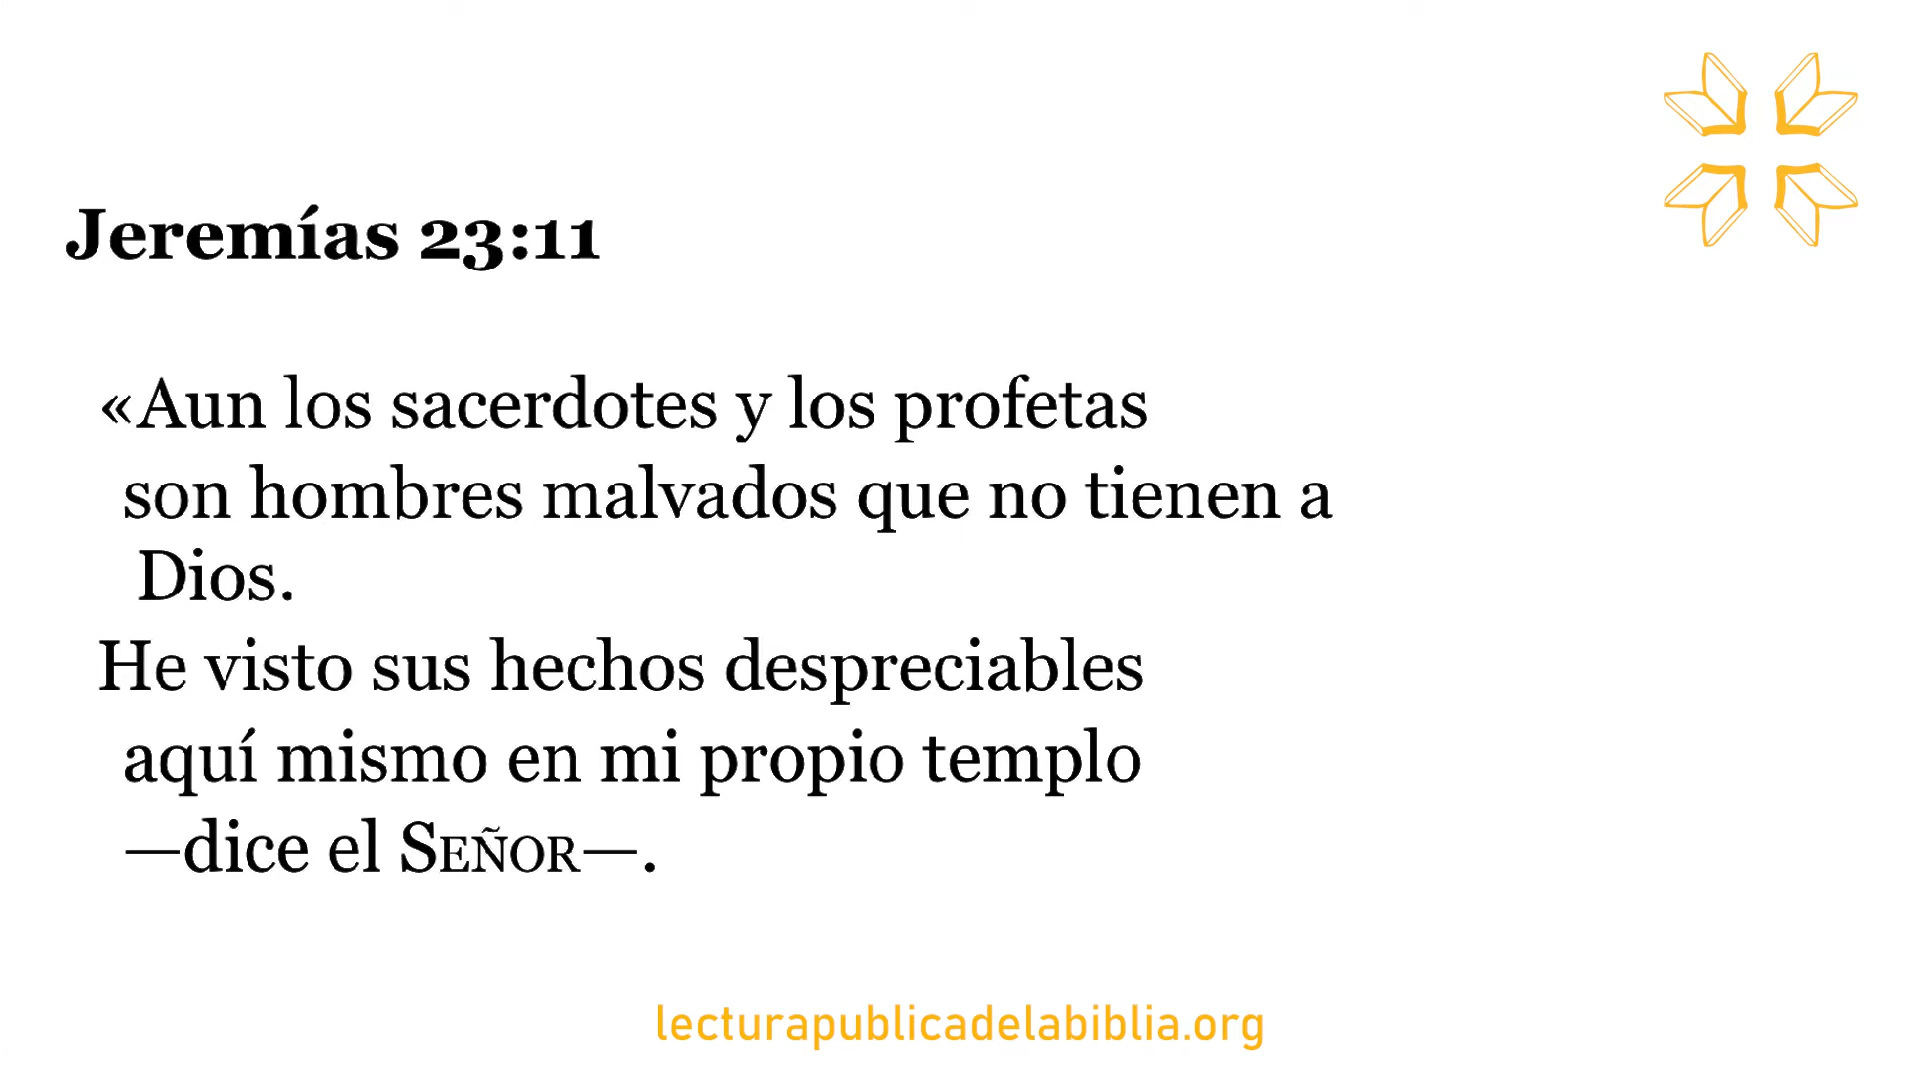 Jeremías 23:11
«Aun los sacerdotes y los profetas
son hombres malvados que no tienen a
Dios.
He visto sus hechos despreciables
aquí mismo en mi propio templo
—dice el SEÑOR—.
lecturapublicadelabiblia.org